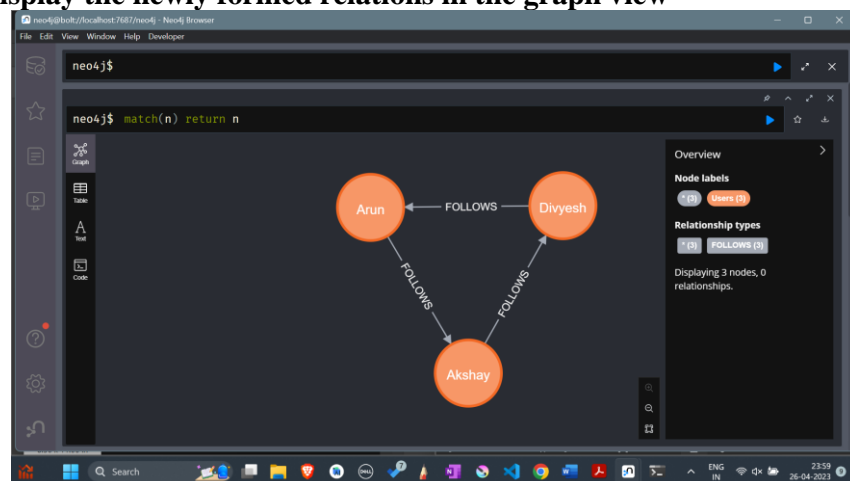 isplay the newly formed relations in the graph view
neo4j@bolt://localhost:7687/neo4j - Neo4j Browser
File Edit View Window Help Developer
neo4j$
neo4j$ match(n) return n
Graph
Table
Text
Code
Arun
FOLLOWS
Divyesh
FOLLOWS
FOLLOWS
Akshay
Overview
Node labels
* (3) Users (3)
Relationship types
* (3) FOLLOWS (3)
Displaying 3 nodes, 0
relationships.
Search
ENG
IN
23:59
26-04-2023